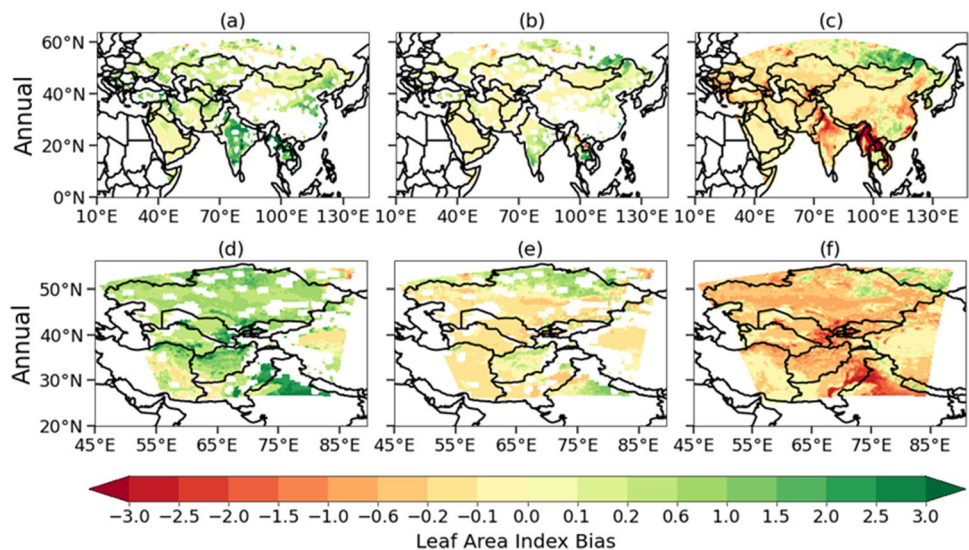 (a) (b) (c)
Annual
60°N
40°N
20°N
0°N
10°E 40°E 70°E 100°E 130°E 10°E 40°E 70°E 100°E 130°E 10°E 40°E 70°E 100°E 130°E
(d) (e) (f)
Annual
50°N
40°N
30°N
20°N
45°E 55°E 65°E 75°E 85°E 45°E 55°E 65°E 75°E 85°E 45°E 55°E 65°E 75°E 85°E
−3.0 −2.5 −2.0 −1.5 −1.0 −0.6 −0.2 −0.1 0.0 0.1 0.2 0.6 1.0 1.5 2.0 3.0
Leaf Area Index Bias